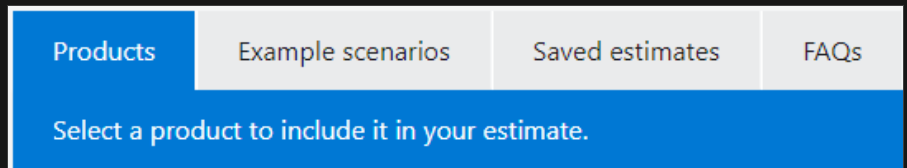 Products Example scenarios Saved estimates FAQs
Select a product to include it in your estimate.